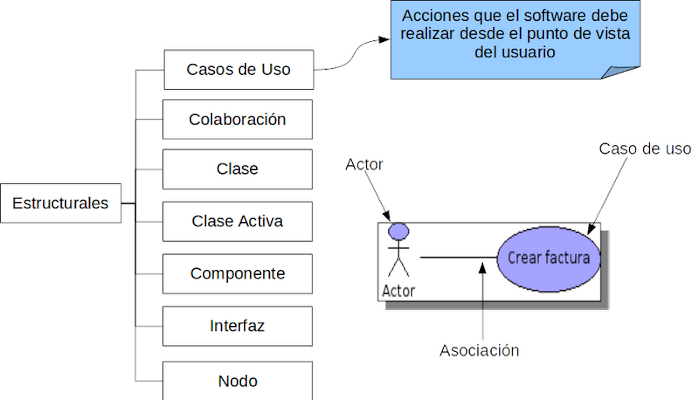 Acciones que el software debe
realizar desde el punto de vista
del usuario
Casos de Uso
Colaboración
Clase
Estructurales
Clase Activa
Componente
Interfaz
Nodo
Actor
Caso de uso
Crear factura
Actor
Asociación